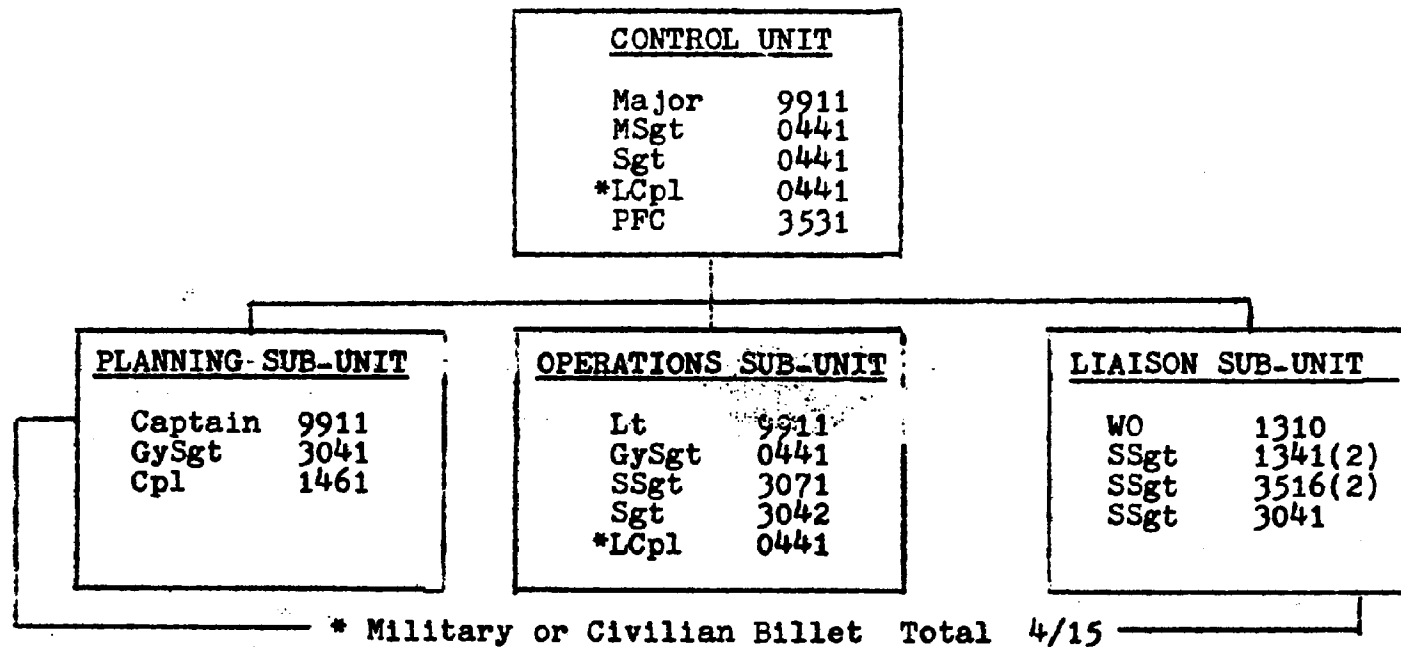 CONTROL UNIT
Major 9911
MSgt 0441
Sgt 0441
*LCpl 0441
PFC 3531
PLANNING SUB-UNIT
Captain 9911
GySgt 3041
Cpl 1461
OPERATIONS SUB-UNIT
Lt 9911
GySgt 0441
SSgt 3071
Sgt 3042
*LCpl 0441
LIAISON SUB-UNIT
WO 1310
SSgt 1341(2)
SSgt 3516(2)
SSgt 3041
* Military or Civilian Billet Total 4/15